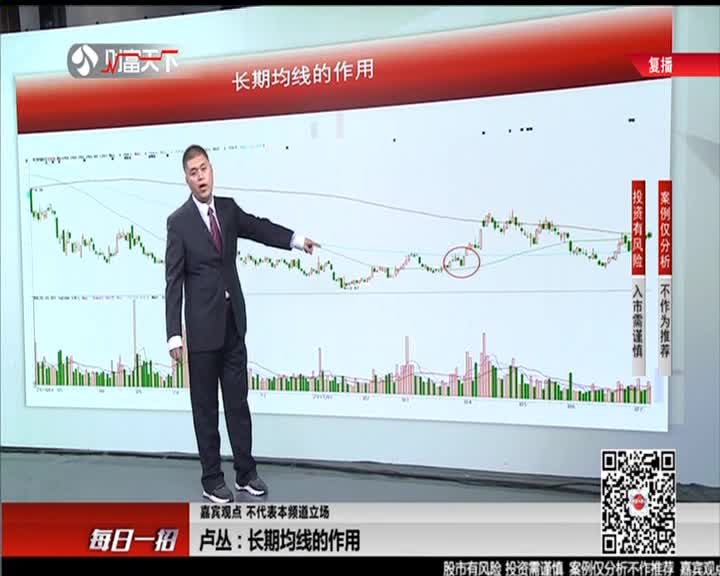 财富天下
长期均线的作用
复播
案例仅分析 不作为推荐
投资有风险 入市需谨慎
嘉宾观点 不代表本频道立场
每日一招
卢丛：长期均线的作用
股市有风险 投资需谨慎 案例仅分析不作推荐 嘉宾观